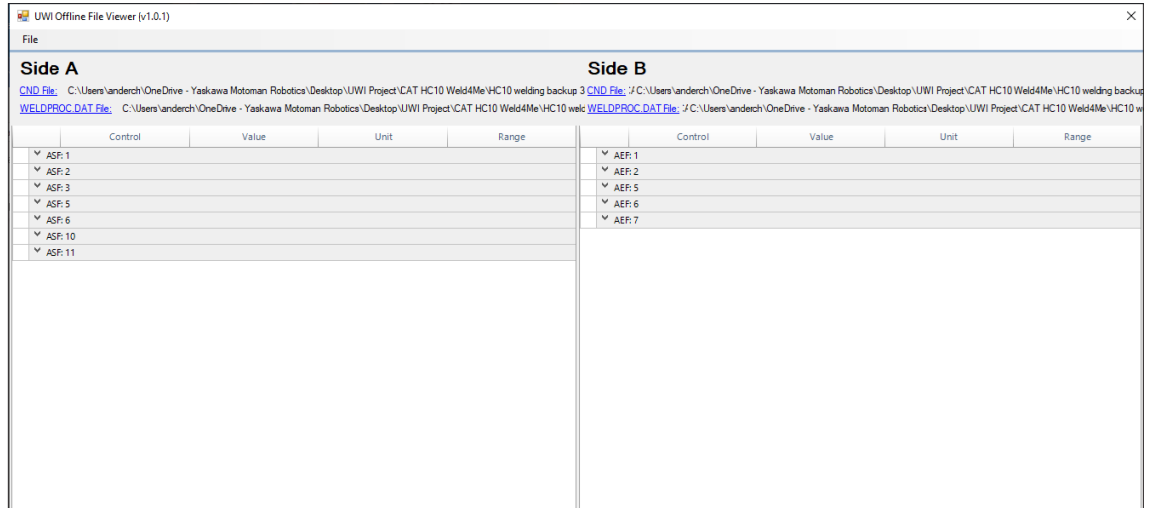 UWI Offline File Viewer (v1.0.1)
File
Side A
CND File: C:\Users\anderch\OneDrive - Yaskawa Motoman Robotics\Desktop\UWI Project\CAT HC10 Weld4Me\HC10 welding backup 3
WELDPROC.DAT File: C:\Users\anderch\OneDrive - Yaskawa Motoman Robotics\Desktop\UWI Project\CAT HC10 Weld4Me\HC10 weld
Control Value Unit Range
ASF: 1
ASF: 2
ASF: 3
ASF: 5
ASF: 6
ASF: 10
ASF: 11
Side B
CND File: C:\Users\anderch\OneDrive - Yaskawa Motoman Robotics\Desktop\UWI Project\CAT HC10 Weld4Me\HC10 welding backup
WELDPROC.DAT File: C:\Users\anderch\OneDrive - Yaskawa Motoman Robotics\Desktop\UWI Project\CAT HC10 Weld4Me\HC10 w
Control Value Unit Range
AEF: 1
AEF: 2
AEF: 5
AEF: 6
AEF: 7